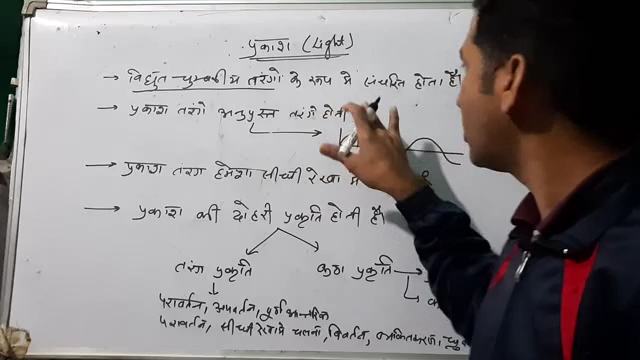 प्रकाश (Light)
→ विद्युत-चुम्बकीय तरंगो के रूप मे संचरित होता है।
→ प्रकाश तरंगे अनुप्रस्थ तरंगे होती
→ प्रकाश तरंग हमेशा सीधी रेखा मे
→ प्रकाश की दोहरी प्रकृति होती है।
तरंग प्रकृति कण प्रकृति →
परावर्तन, अपवर्तन, पूर्ण आन्तरिक
परावर्तन, सीधी रेखा मे चलना, विवर्तन, व्यतिकरण,